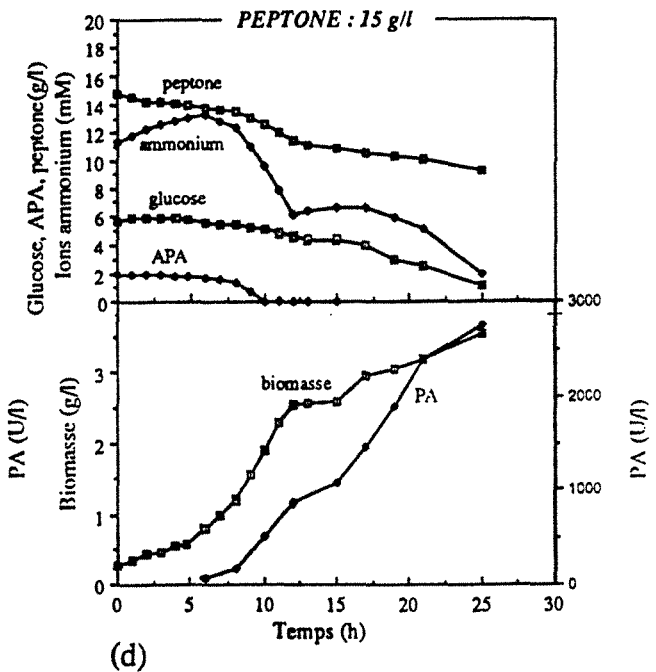 PEPTONE : 15 g/l
Glucose, APA, peptone(g/l)
Ions ammonium (mM)
20
18
16
14
12
10
8
6
4
2
0
peptone
ammonium
glucose
APA
PA (U/l)
Biomasse (g/l)
3
2
1
0
biomasse
PA
3000
2000
1000
0
PA (U/l)
0
5
10
15
20
25
30
Temps (h)
(d)